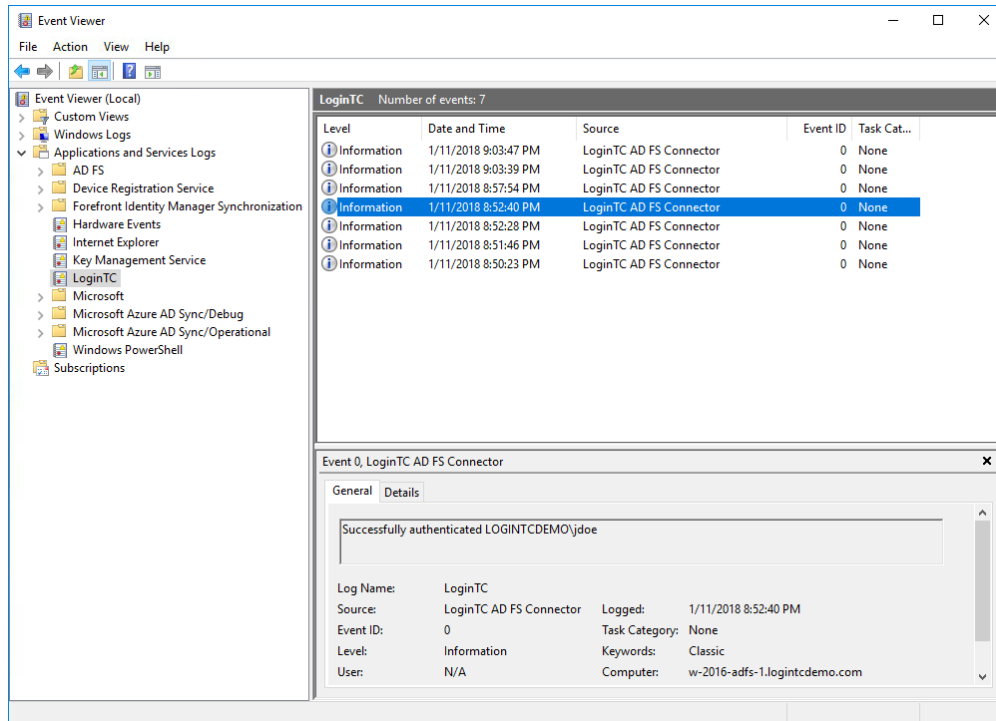 Event Viewer
File Action View Help
Event Viewer (Local)
Custom Views
Windows Logs
Applications and Services Logs
AD FS
Device Registration Service
Forefront Identity Manager Synchronization
Hardware Events
Internet Explorer
Key Management Service
LoginTC
Microsoft
Microsoft Azure AD Sync/Debug
Microsoft Azure AD Sync/Operational
Windows PowerShell
Subscriptions
LoginTC Number of events: 7
Level Date and Time Source Event ID Task Cat...
Information 1/11/2018 9:03:47 PM LoginTC AD FS Connector 0 None
Information 1/11/2018 9:03:39 PM LoginTC AD FS Connector 0 None
Information 1/11/2018 8:57:54 PM LoginTC AD FS Connector 0 None
Information 1/11/2018 8:52:40 PM LoginTC AD FS Connector 0 None
Information 1/11/2018 8:52:28 PM LoginTC AD FS Connector 0 None
Information 1/11/2018 8:51:46 PM LoginTC AD FS Connector 0 None
Information 1/11/2018 8:50:23 PM LoginTC AD FS Connector 0 None
Event 0, LoginTC AD FS Connector
General Details
Successfully authenticated LOGINTCDEMO\jdoe
Log Name: LoginTC
Source: LoginTC AD FS Connector Logged: 1/11/2018 8:52:40 PM
Event ID: 0 Task Category: None
Level: Information Keywords: Classic
User: N/A Computer: w-2016-adfs-1.logintcdemo.com